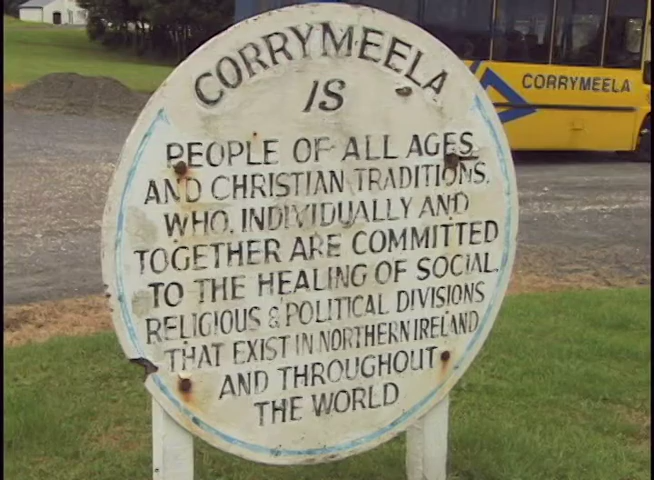 CORRYMEELA
IS
PEOPLE OF ALL AGES
AND CHRISTIAN TRADITIONS.
WHO, INDIVIDUALLY AND
TOGETHER ARE COMMITTED
TO THE HEALING OF SOCIAL,
RELIGIOUS & POLITICAL DIVISIONS
THAT EXIST IN NORTHERN IRELAND
AND THROUGHOUT
THE WORLD
CORRYMEELA